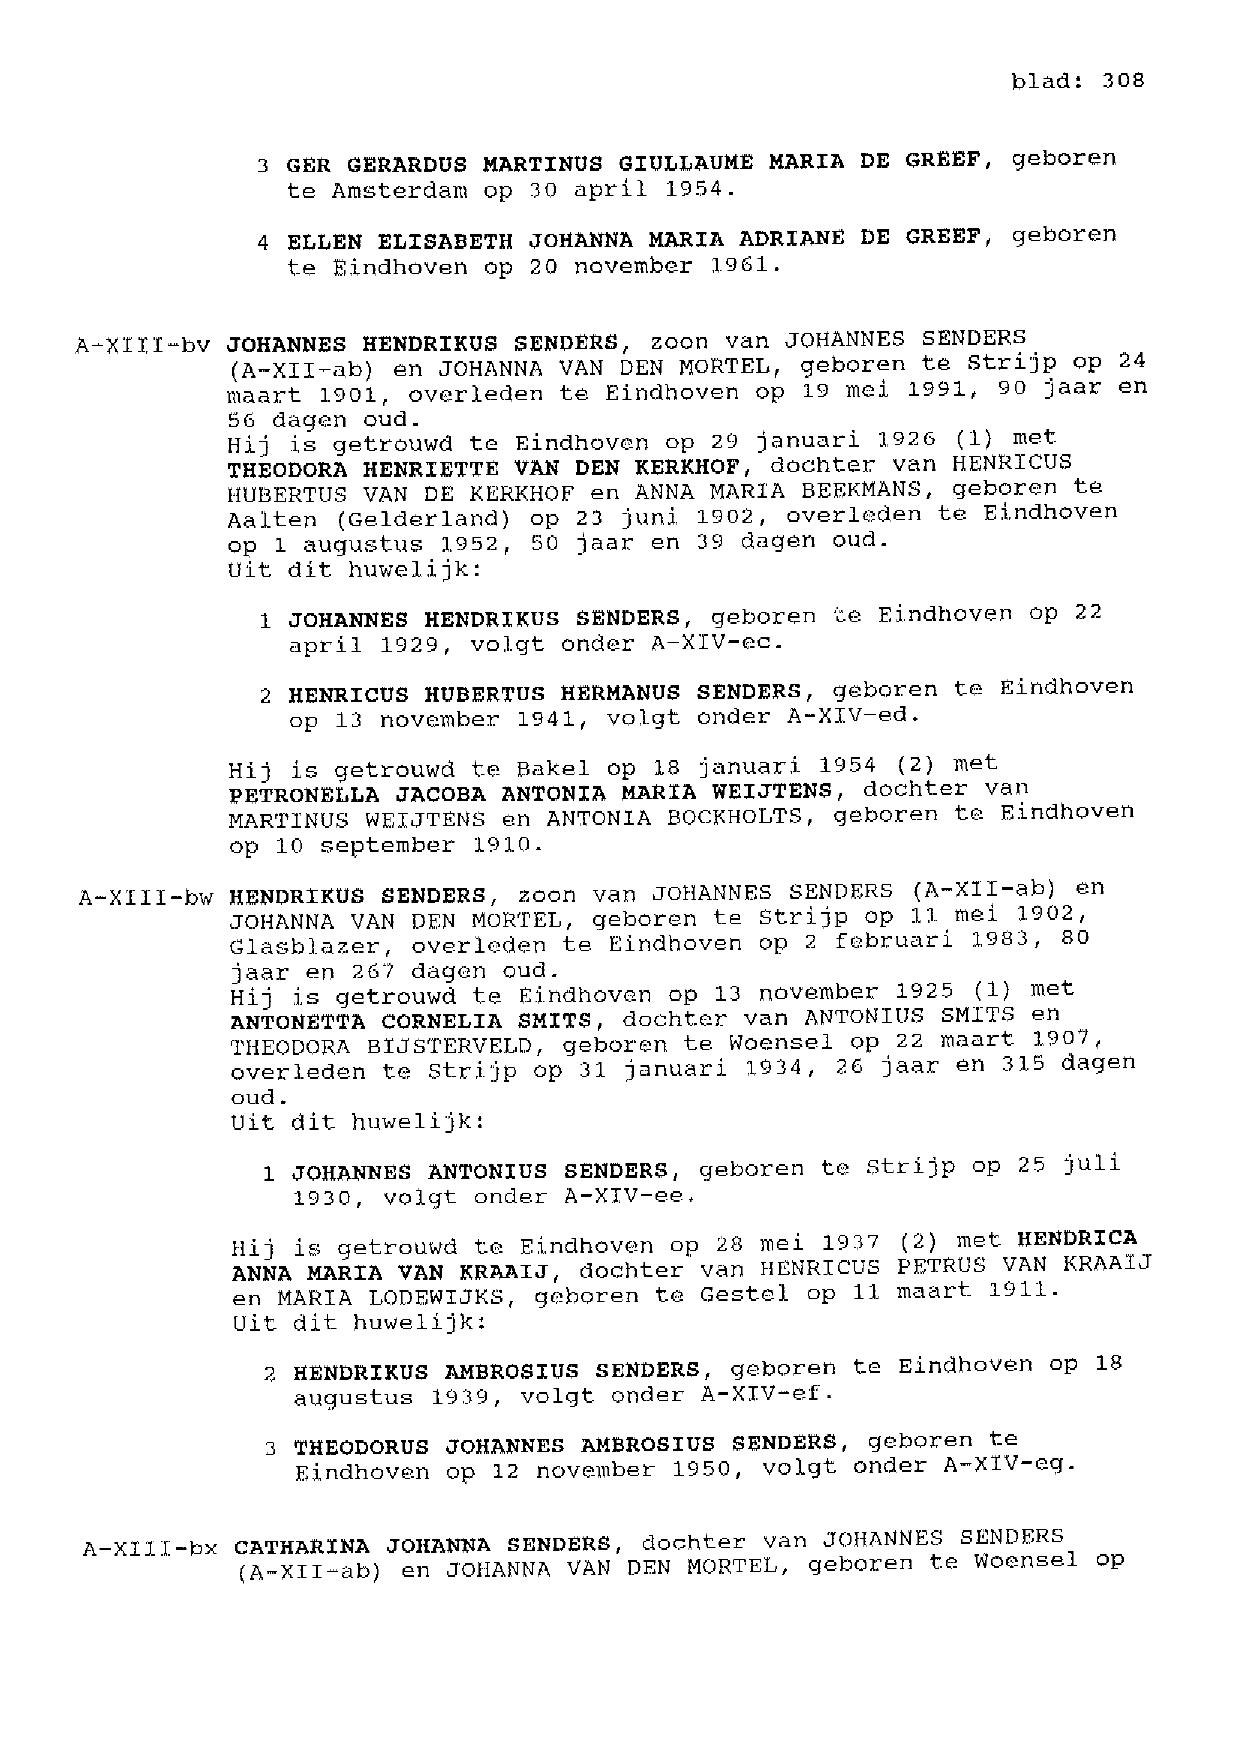 blad: 308
3 GER GERARDUS MARTINUS GIULLAUME MARIA DE GREEF, geboren
te Amsterdam op 30 april 1954.
4 ELLEN ELISABETH JOHANNA MARIA ADRIANE DE GREEF, geboren
te Eindhoven op 20 november 1961.
A-XIII-bv JOHANNES HENDRIKUS SENDERS, zoon van JOHANNES SENDERS
(A-XII-ab) en JOHANNA VAN DEN MORTEL, geboren te Strijp op 24
maart 1901, overleden te Eindhoven op 19 mei 1991, 90 jaar en
56 dagen oud.
Hij is getrouwd te Eindhoven op 29 januari 1926 (1) met
THEODORA HENRIETTE VAN DEN KERKHOF, dochter van HENRICUS
HUBERTUS VAN DE KERKHOF en ANNA MARIA BEEKMANS, geboren te
Aalten (Gelderland) op 23 juni 1902, overleden te Eindhoven
op 1 augustus 1952, 50 jaar en 39 dagen oud.
Uit dit huwelijk:
1 JOHANNES HENDRIKUS SENDERS, geboren te Eindhoven op 22
april 1929, volgt onder A-XIV-ec.
2 HENRICUS HUBERTUS HERMANUS SENDERS, geboren te Eindhoven
op 13 november 1941, volgt onder A-XIV-ed.
Hij is getrouwd te Bakel op 18 januari 1954 (2) met
PETRONELLA JACOBA ANTONIA MARIA WEIJTENS, dochter van
MARTINUS WEIJTENS en ANTONIA BOCKHOLTS, geboren te Eindhoven
op 10 september 1910.
A-XIII-bw HENDRIKUS SENDERS, zoon van JOHANNES SENDERS (A-XII-ab) en
JOHANNA VAN DEN MORTEL, geboren te Strijp op 11 mei 1902,
Glasblazer, overleden te Eindhoven op 2 februari 1983, 80
jaar en 267 dagen oud.
Hij is getrouwd te Eindhoven op 13 november 1925 (1) met
ANTONETTA CORNELIA SMITS, dochter van ANTONIUS SMITS en
THEODORA BIJSTERVELD, geboren te Woensel op 22 maart 1907,
overleden te Strijp op 31 januari 1934, 26 jaar en 315 dagen
oud.
Uit dit huwelijk:
1 JOHANNES ANTONIUS SENDERS, geboren te Strijp op 25 juli
1930, volgt onder A-XIV-ee.
Hij is getrouwd te Eindhoven op 28 mei 1937 (2) met HENDRICA
ANNA MARIA VAN KRAAIJ, dochter van HENRICUS PETRUS VAN KRAAIJ
en MARIA LODEWIJKS, geboren te Gestel op 11 maart 1911.
Uit dit huwelijk:
2 HENDRIKUS AMBROSIUS SENDERS, geboren te Eindhoven op 18
augustus 1939, volgt onder A-XIV-ef.
3 THEODORUS JOHANNES AMBROSIUS SENDERS, geboren te
Eindhoven op 12 november 1950, volgt onder A-XIV-eg.
A-XIII-bx CATHARINA JOHANNA SENDERS, dochter van JOHANNES SENDERS
(A-XII-ab) en JOHANNA VAN DEN MORTEL, geboren te Woensel op